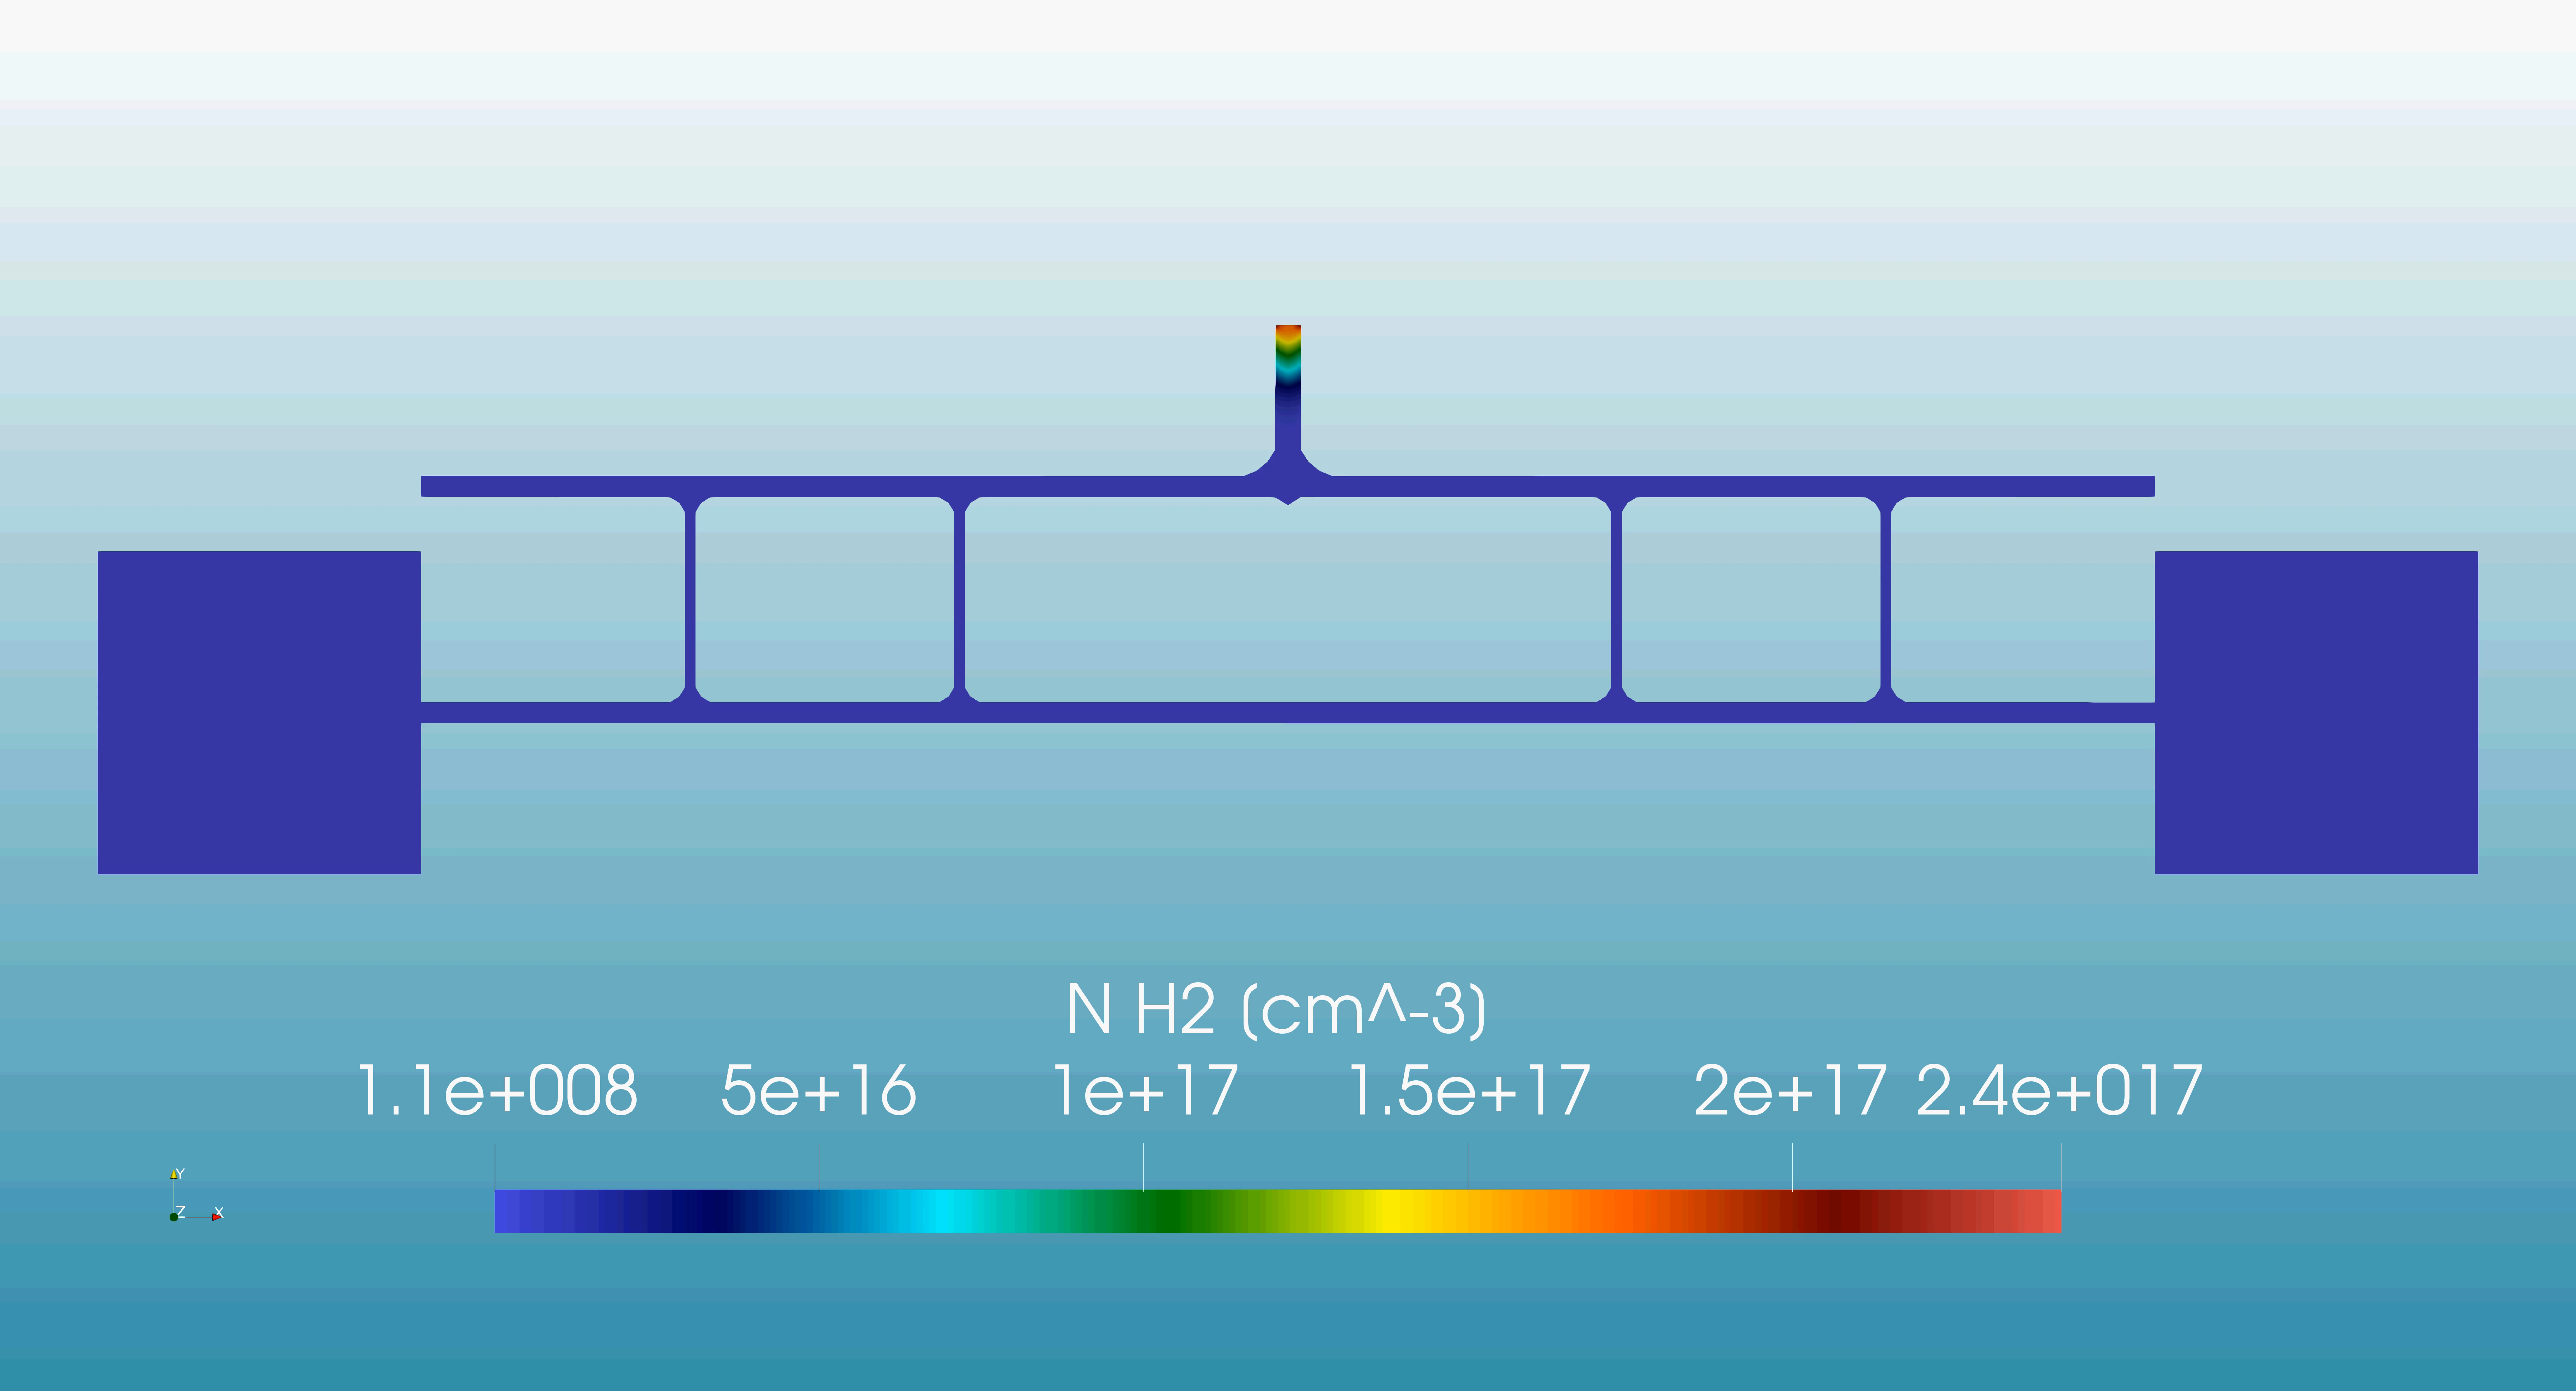 N H2 (cm^-3)
1.1e+008 5e+16 1e+17 1.5e+17 2e+17 2.4e+017
Y
Z X